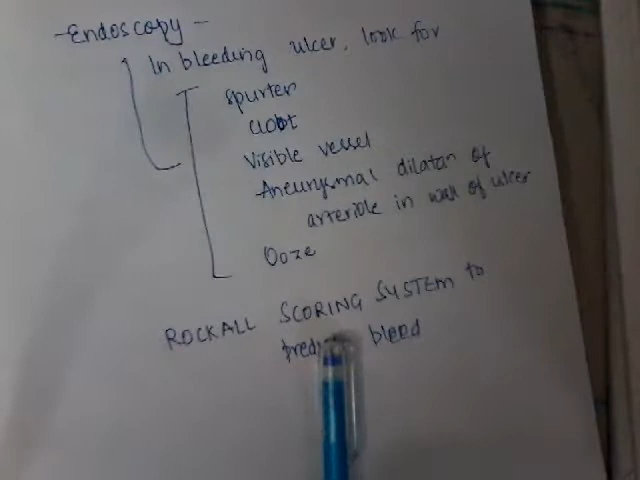 -Endoscopy-
In bleeding ulcer, look for
spurter
clot
Visible vessel
Aneurysmal dilaton of
arteriole in wall of ulcer
Ooze
ROCKALL SCORING SYSTEM to
bleed